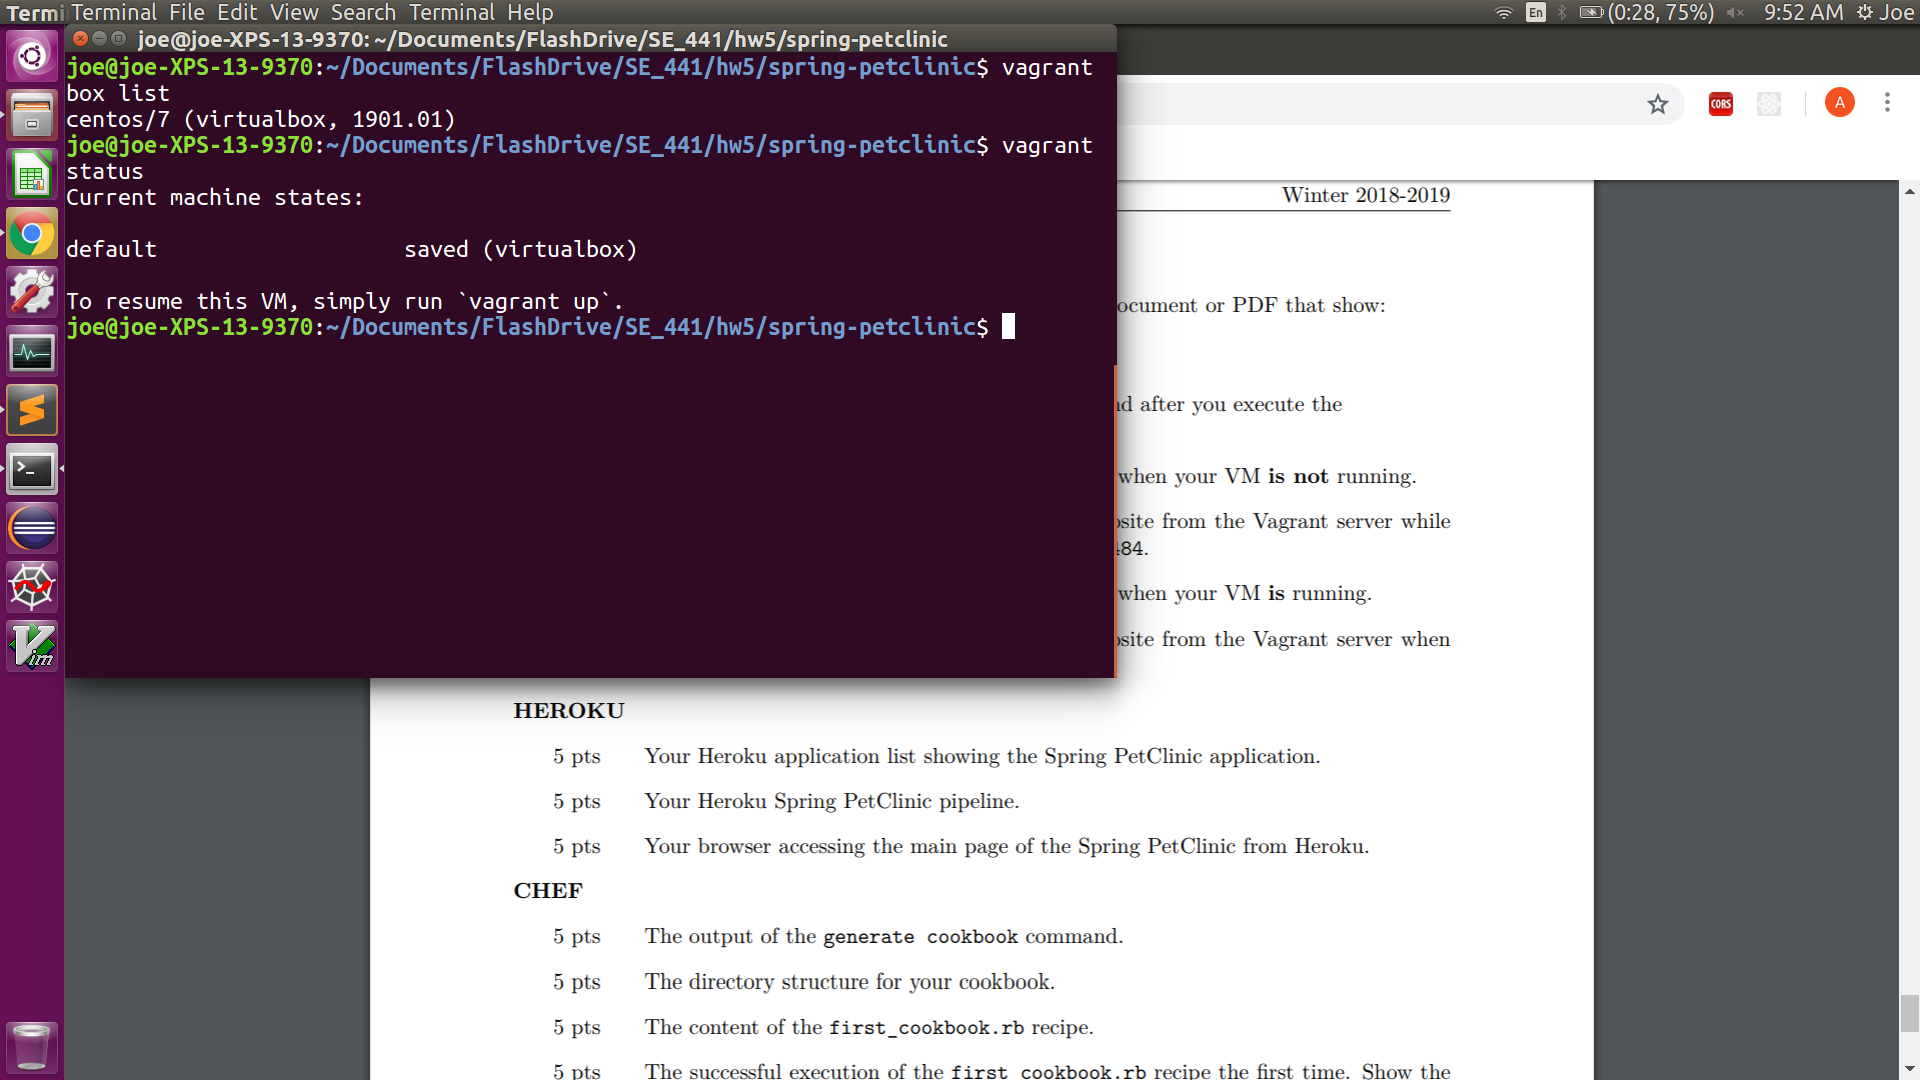 Termi Terminal File Edit View Search Terminal Help En (0:28, 75%) 9:52 AM Joe
joe@joe-XPS-13-9370: ~/Documents/FlashDrive/SE_441/hw5/spring-petclinic
joe@joe-XPS-13-9370:~/Documents/FlashDrive/SE_441/hw5/spring-petclinic$ vagrant
box list
centos/7 (virtualbox, 1901.01)
joe@joe-XPS-13-9370:~/Documents/FlashDrive/SE_441/hw5/spring-petclinic$ vagrant
status
Current machine states:
default saved (virtualbox)
To resume this VM, simply run `vagrant up`.
joe@joe-XPS-13-9370:~/Documents/FlashDrive/SE_441/hw5/spring-petclinic$
CORS A
Winter 2018-2019
ocument or PDF that show:
nd after you execute the
when your VM is not running.
site from the Vagrant server while
484.
when your VM is running.
site from the Vagrant server when
HEROKU
5 pts Your Heroku application list showing the Spring PetClinic application.
5 pts Your Heroku Spring PetClinic pipeline.
5 pts Your browser accessing the main page of the Spring PetClinic from Heroku.
CHEF
5 pts The output of the generate cookbook command.
5 pts The directory structure for your cookbook.
5 pts The content of the first_cookbook.rb recipe.
5 pts The successful execution of the first cookbook.rb recipe the first time. Show the
>_
Vim